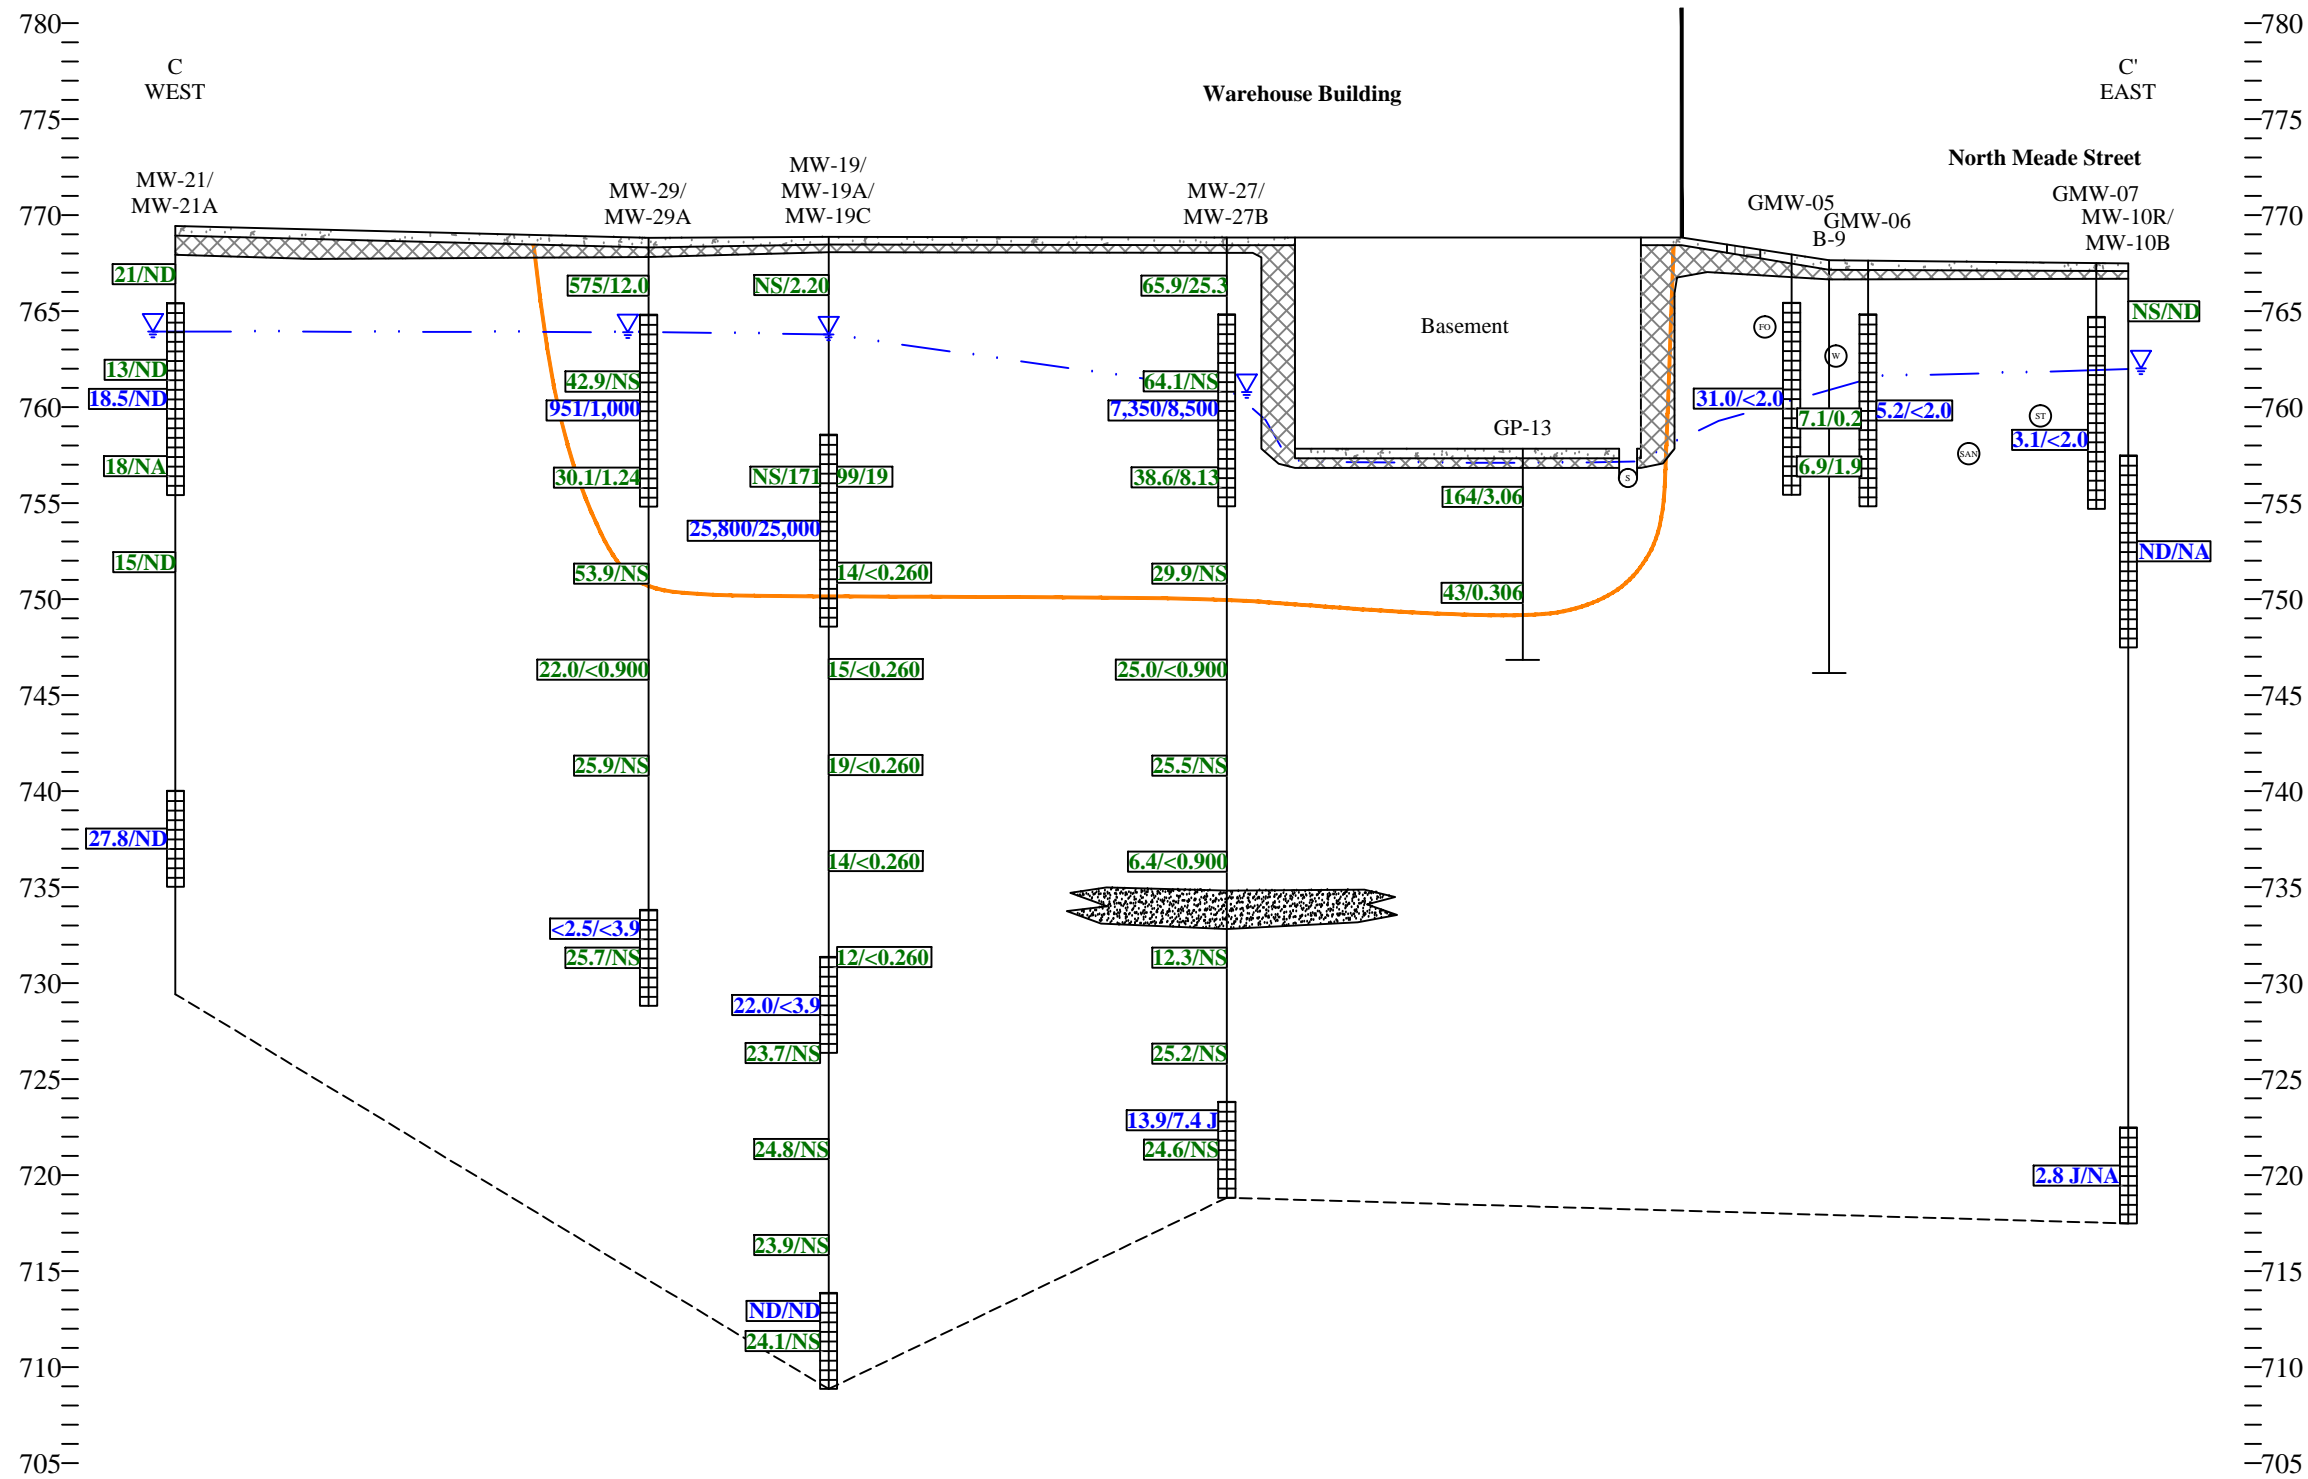 780
780
C
WEST
C'
EAST
Warehouse Building
775
775
North Meade Street
MW-21/
MW-21A
MW-29/
MW-29A
MW-19/
MW-19A/
MW-19C
MW-27/
MW-27B
GMW-05
GMW-06
B-9
GMW-07
MW-10R/
MW-10B
770
770
21/ND
575/12.0
NS/2.20
65.9/25.3
NS/ND
765
765
Basement
FO
W
13/ND
42.9/NS
64.1/NS
18.5/ND
951/1,000
7,350/8,500
31.0/<2.0
7.1/0.2
5.2/<2.0
760
760
GP-13
ST
3.1/<2.0
SAN
18/NA
30.1/1.24
NS/171
99/19
38.6/8.13
S
6.9/1.9
164/3.06
755
755
25,800/25,000
ND/NA
15/ND
53.9/NS
14/<0.260
29.9/NS
43/0.306
750
750
22.0/<0.900
15/<0.260
25.0/<0.900
745
745
25.9/NS
19/<0.260
25.5/NS
740
740
27.8/ND
14/<0.260
6.4/<0.900
735
735
<2.5/<3.9
25.7/NS
12/<0.260
12.3/NS
730
730
22.0/<3.9
23.7/NS
25.2/NS
725
725
13.9/7.4 J
24.8/NS
24.6/NS
2.8 J/NA
720
720
23.9/NS
715
715
ND/ND
24.1/NS
710
710
705
705